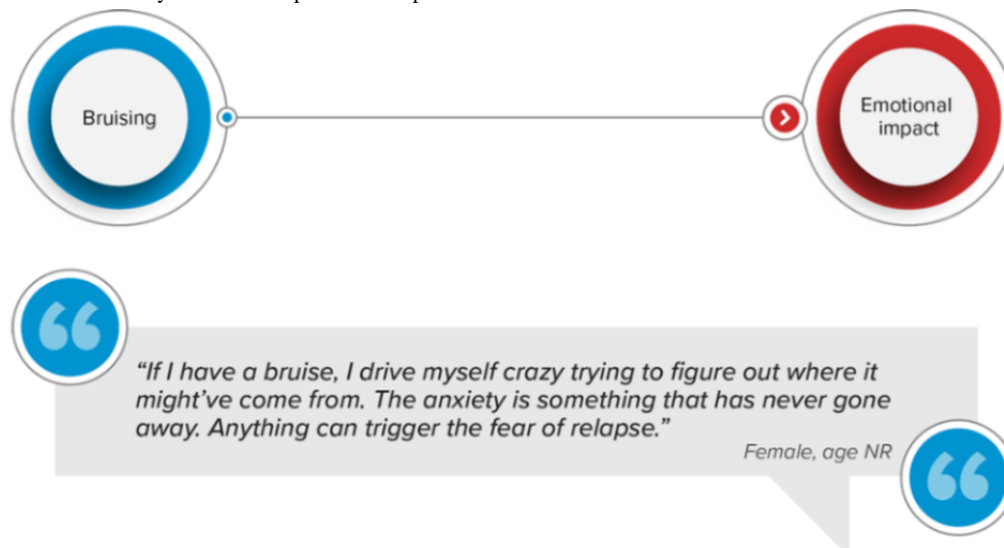 Bruising
Emotional
impact
“If I have a bruise, I drive myself crazy trying to figure out where it
might’ve come from. The anxiety is something that has never gone
away. Anything can trigger the fear of relapse.”
Female, age NR